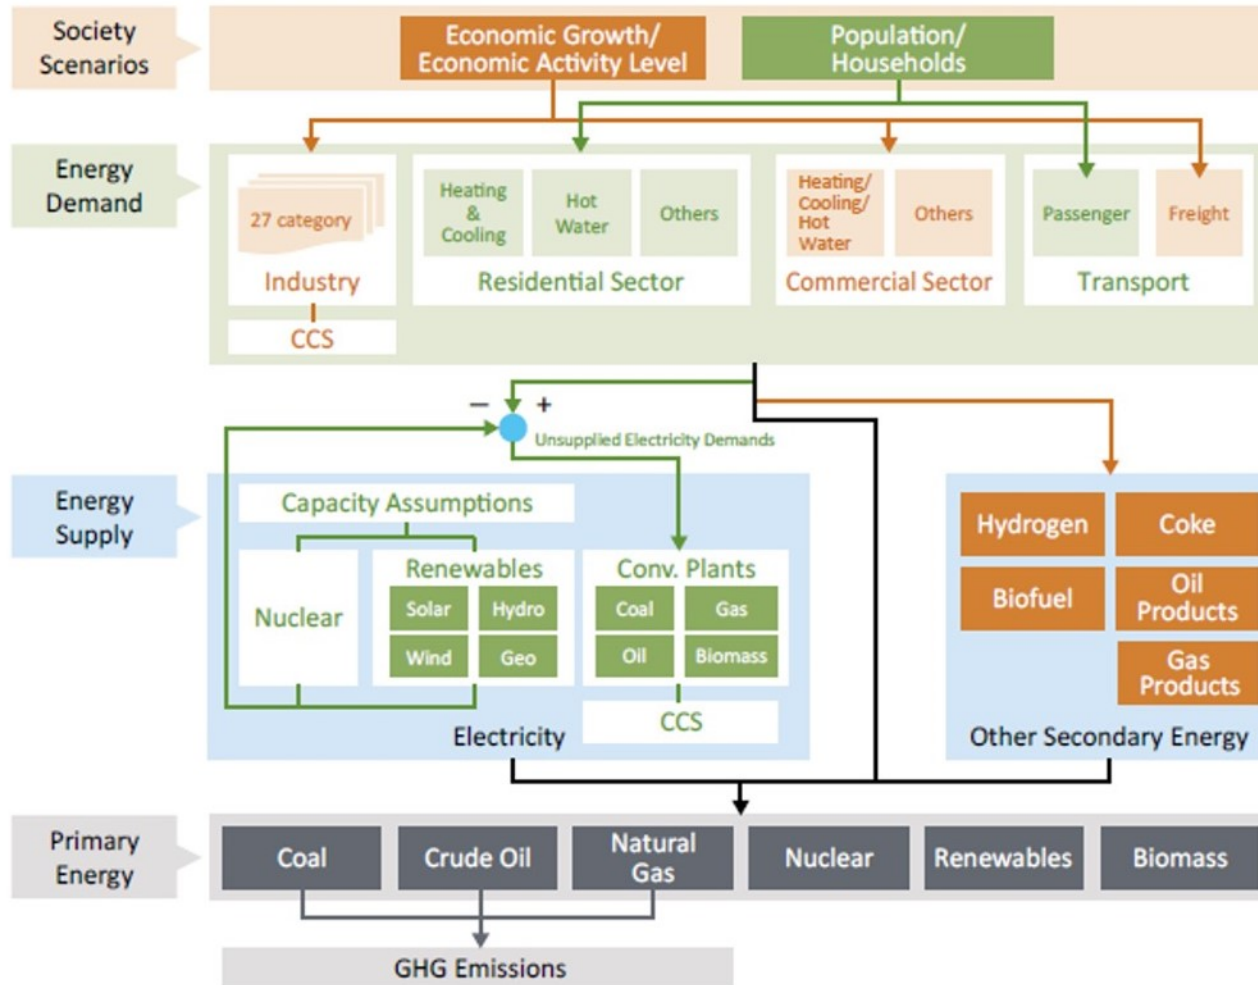 Society
Scenarios
Economic Growth/
Economic Activity Level
Population/
Households
Energy
Demand
27 category
Industry
CCS
Heating
&
Cooling
Hot
Water
Others
Residential Sector
Heating/
Cooling/
Hot
Water
Others
Commercial Sector
Passenger
Freight
Transport
− +
Unsupplied Electricity Demands
Energy
Supply
Capacity Assumptions
Nuclear
Renewables
Solar
Hydro
Wind
Geo
Conv. Plants
Coal
Gas
Oil
Biomass
CCS
Electricity
Hydrogen
Coke
Biofuel
Oil
Products
Gas
Products
Other Secondary Energy
Primary
Energy
Coal
Crude Oil
Natural
Gas
Nuclear
Renewables
Biomass
GHG Emissions